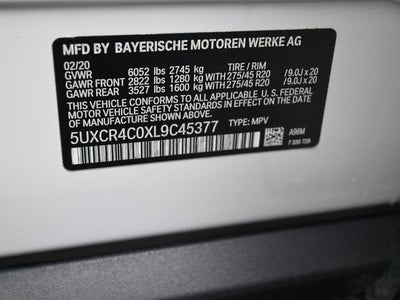 MFD BY BAYERISCHE MOTOREN WERKE AG
02/20 TIRE / RIM
GVWR 6052 lbs 2745 kg
GAWR FRONT 2822 lbs 1280 kg WITH 275/45 R20 /9.0J x 20
GAWR REAR 3527 lbs 1600 kg WITH 275/45 R20 /9.0J x 20
THIS VEHICLE CONFORMS TO ALL APPLICABLE U. S. FEDERAL
MOTOR VEHICLE SAFETY STANDARDS IN EFFECT
ON THE DATE OF MANUFACTURE SHOWN ABOVE.
5UXCR4C0XL9C45377 TYPE: MPV
A96M
7 320 729